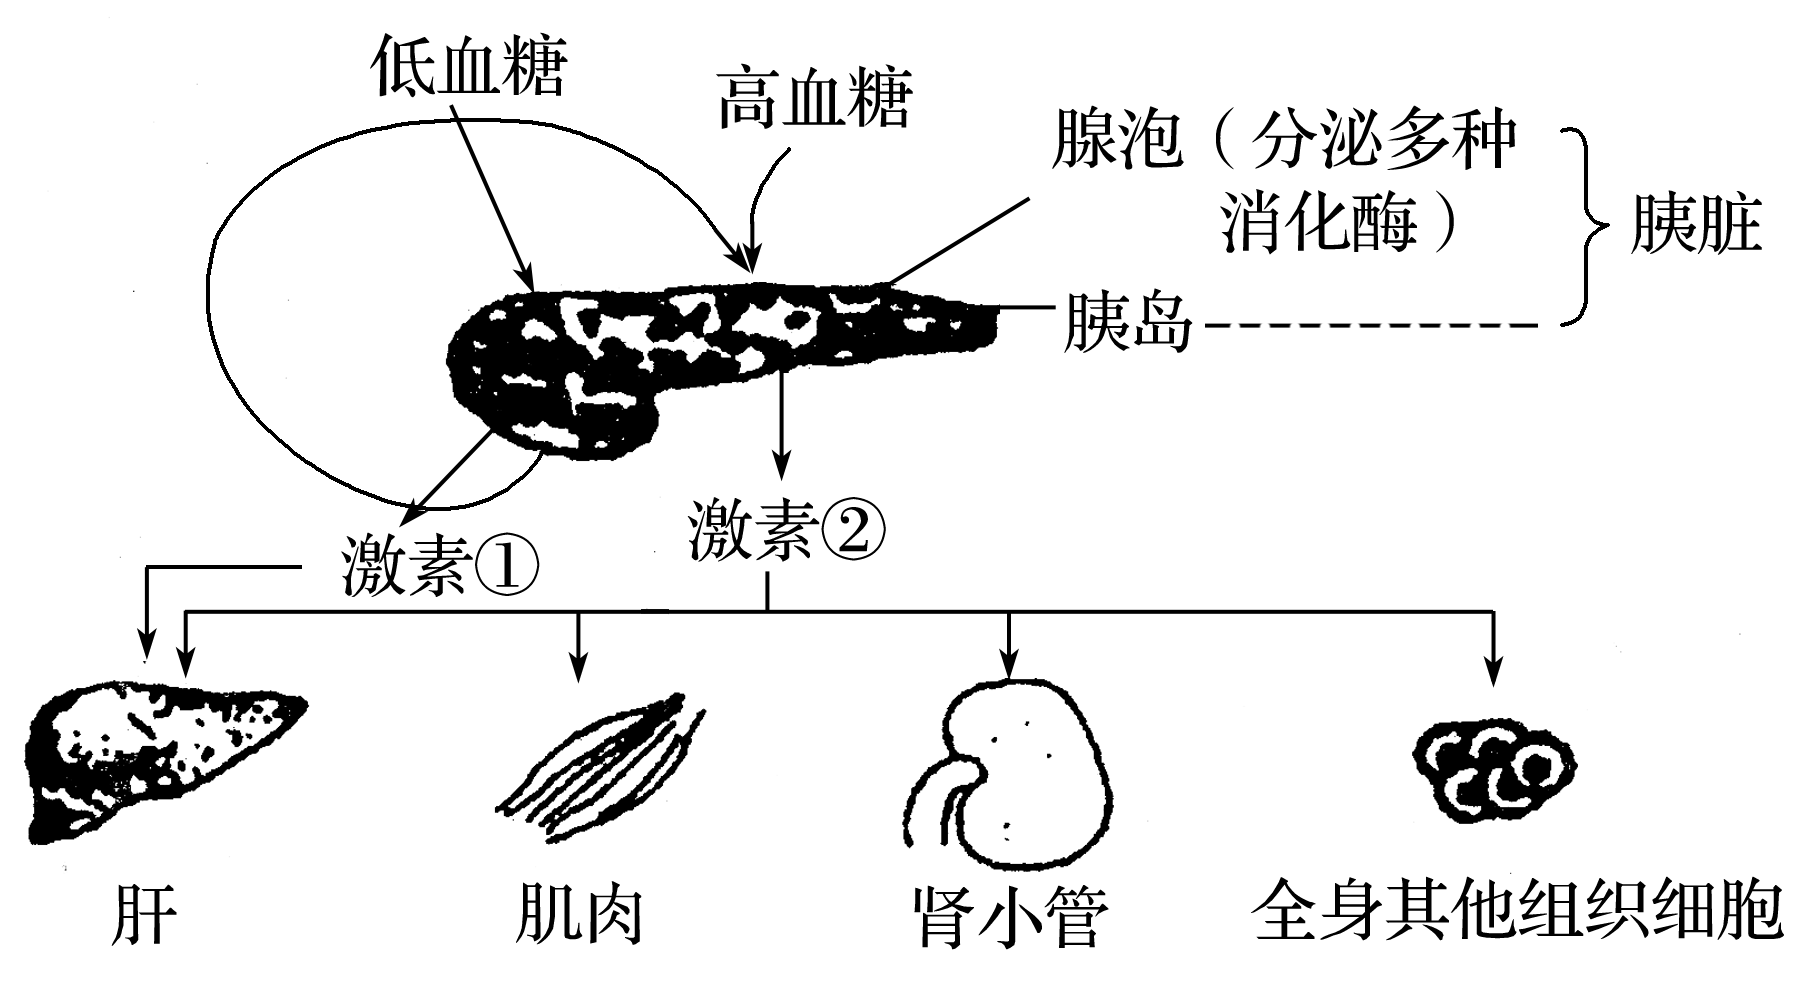 低血糖
高血糖
腺泡（分泌多种
消化酶）
胰脏
胰岛
激素②
激素①
肝
肌肉
肾小管
全身其他组织细胞